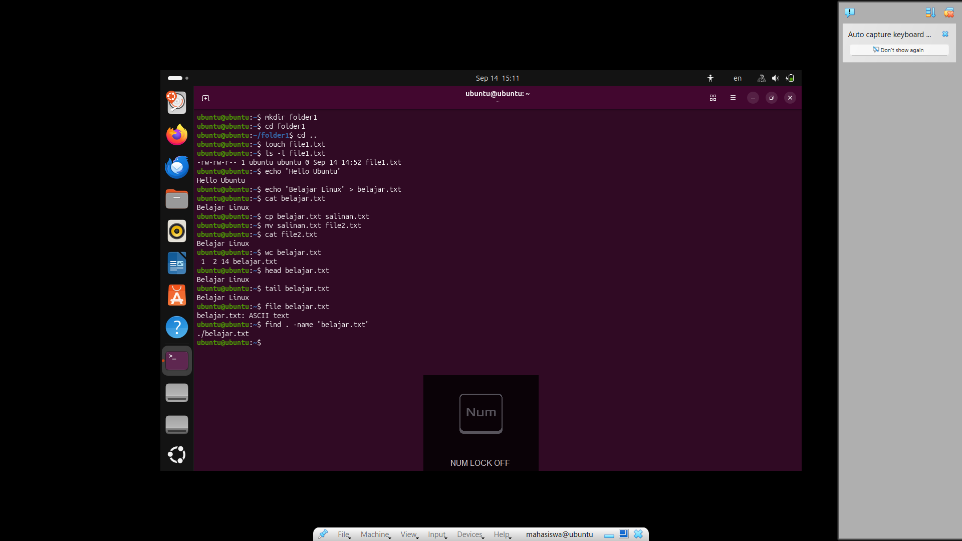 Auto capture keyboard ...
Don't show again
Sep 14 15:11
en
ubuntu@ubuntu: ~
ubuntu@ubuntu:~$ mkdir folder1
ubuntu@ubuntu:~$ cd folder1
ubuntu@ubuntu:~/folder1$ cd ..
ubuntu@ubuntu:~$ touch file1.txt
ubuntu@ubuntu:~$ ls -l file1.txt
-rw-rw-r-- 1 ubuntu ubuntu 0 Sep 14 14:52 file1.txt
ubuntu@ubuntu:~$ echo "Hello Ubuntu"
Hello Ubuntu
ubuntu@ubuntu:~$ echo "Belajar Linux" > belajar.txt
ubuntu@ubuntu:~$ cat belajar.txt
Belajar Linux
ubuntu@ubuntu:~$ cp belajar.txt salinan.txt
ubuntu@ubuntu:~$ mv salinan.txt file2.txt
ubuntu@ubuntu:~$ cat file2.txt
Belajar Linux
ubuntu@ubuntu:~$ wc belajar.txt
1 2 14 belajar.txt
ubuntu@ubuntu:~$ head belajar.txt
Belajar Linux
ubuntu@ubuntu:~$ tail belajar.txt
Belajar Linux
ubuntu@ubuntu:~$ file belajar.txt
belajar.txt: ASCII text
ubuntu@ubuntu:~$ find . -name "belajar.txt"
./belajar.txt
ubuntu@ubuntu:~$
Num
NUM LOCK OFF
File Machine View Input Devices Help mahasiswa@ubuntu